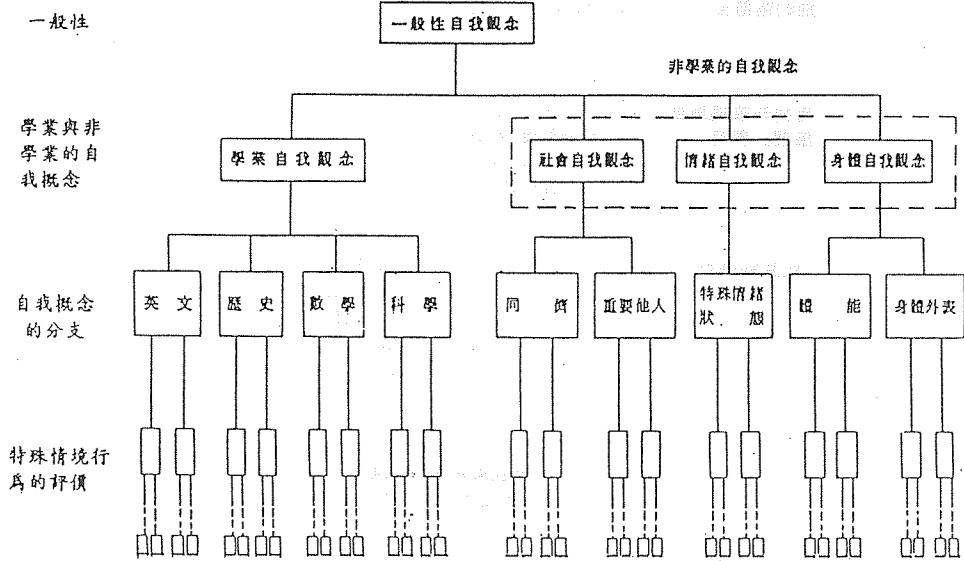 一般性
一般性自我觀念
非學業的自我觀念
學業與非
學業的自
我概念
學業自我觀念
社會自我觀念
情緒自我觀念
身體自我觀念
自我概念
的分支
英文
歷史
數學
科學
同儕
重要他人
特殊情緒
狀態
體能
身體外表
特殊情境行
為的評價